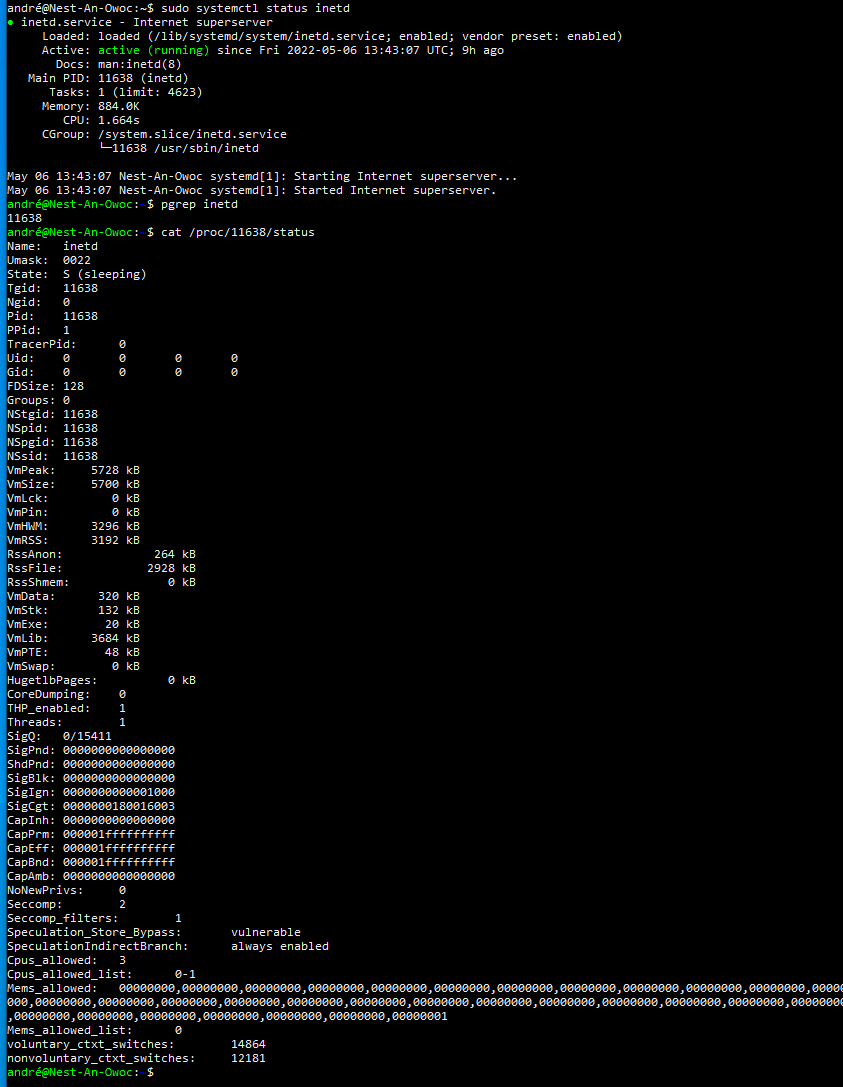 andré@Nest-An-Owoc:~$ sudo systemctl status inetd
● inetd.service - Internet superserver
     Loaded: loaded (/lib/systemd/system/inetd.service; enabled; vendor preset: enabled)
     Active: active (running) since Fri 2022-05-06 13:43:07 UTC; 9h ago
       Docs: man:inetd(8)
   Main PID: 11638 (inetd)
      Tasks: 1 (limit: 4623)
     Memory: 884.0K
        CPU: 1.664s
     CGroup: /system.slice/inetd.service
             └─11638 /usr/sbin/inetd

May 06 13:43:07 Nest-An-Owoc systemd[1]: Starting Internet superserver...
May 06 13:43:07 Nest-An-Owoc systemd[1]: Started Internet superserver.
andré@Nest-An-Owoc:~$ pgrep inetd
11638
andré@Nest-An-Owoc:~$ cat /proc/11638/status
Name:   inetd
Umask:  0022
State:  S (sleeping)
Tgid:   11638
Ngid:   0
Pid:    11638
PPid:   1
TracerPid:      0
Uid:    0       0       0       0
Gid:    0       0       0       0
FDSize: 128
Groups: 0
NStgid: 11638
NSpid:  11638
NSpgid: 11638
NSsid:  11638
VmPeak:     5728 kB
VmSize:     5700 kB
VmLck:         0 kB
VmPin:         0 kB
VmHWM:      3296 kB
VmRSS:      3192 kB
RssAnon:             264 kB
RssFile:            2928 kB
RssShmem:              0 kB
VmData:      320 kB
VmStk:       132 kB
VmExe:        20 kB
VmLib:      3684 kB
VmPTE:        48 kB
VmSwap:        0 kB
HugetlbPages:          0 kB
CoreDumping:    0
THP_enabled:    1
Threads:        1
SigQ:   0/15411
SigPnd: 0000000000000000
ShdPnd: 0000000000000000
SigBlk: 0000000000000000
SigIgn: 0000000000001000
SigCgt: 0000000180016003
CapInh: 0000000000000000
CapPrm: 000001ffffffffff
CapEff: 000001ffffffffff
CapBnd: 000001ffffffffff
CapAmb: 0000000000000000
NoNewPrivs:     0
Seccomp:        2
Seccomp_filters:        1
Speculation_Store_Bypass:       vulnerable
SpeculationIndirectBranch:      always enabled
Cpus_allowed:   3
Cpus_allowed_list:      0-1
Mems_allowed:   00000000,00000000,00000000,00000000,00000000,00000000,00000000,00000000,00000000,00000000,00000000,0000
000,00000000,00000000,00000000,00000000,00000000,00000000,00000000,00000000,00000000,00000000,00000000,00000000,0000000
,00000000,00000000,00000000,00000000,00000000,00000000,00000001
Mems_allowed_list:      0
voluntary_ctxt_switches:        14864
nonvoluntary_ctxt_switches:     12181
andré@Nest-An-Owoc:~$